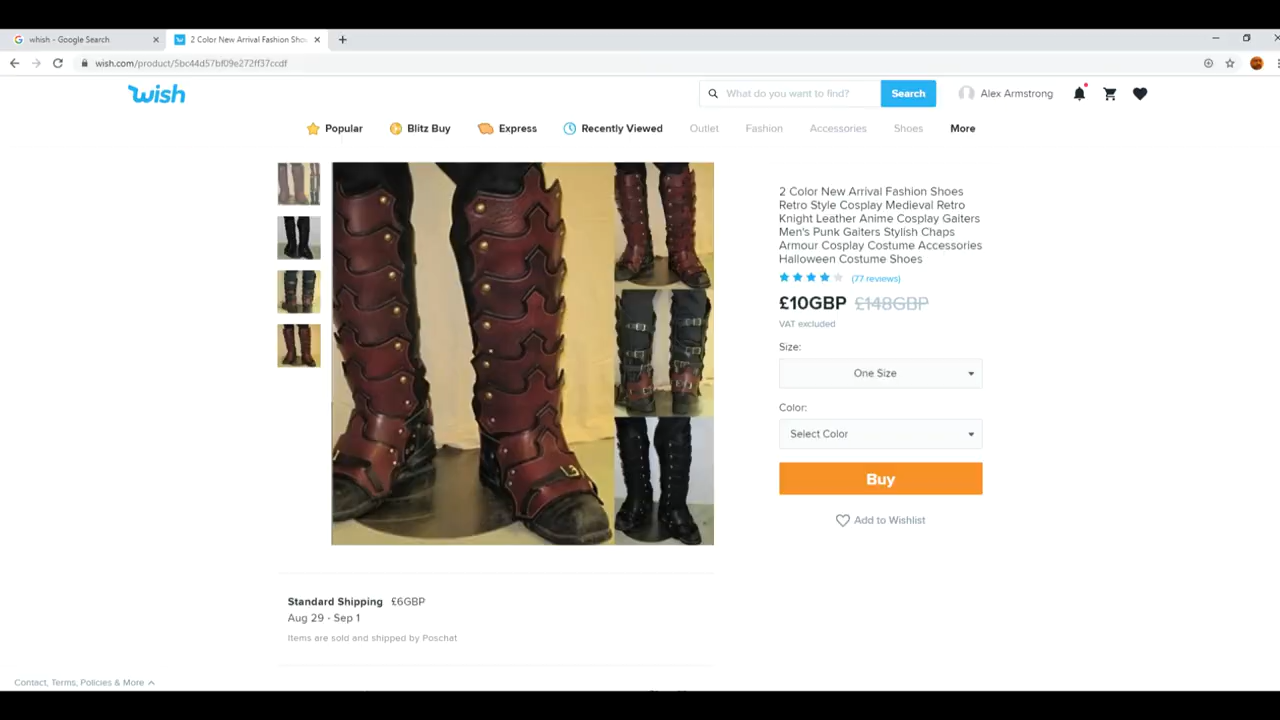 whish - Google Search
2 Color New Arrival Fashion Sho
wish.com/product/5bc44d57bf09e272ff37ccdf
wish
What do you want to find?
Search
Alex Armstrong
Popular
Blitz Buy
Express
Recently Viewed
Outlet
Fashion
Accessories
Shoes
More
2 Color New Arrival Fashion Shoes
Retro Style Cosplay Medieval Retro
Knight Leather Anime Cosplay Gaiters
Men's Punk Gaiters Stylish Chaps
Armour Cosplay Costume Accessories
Halloween Costume Shoes
(77 reviews)
£10GBP £148GBP
VAT excluded
Size:
One Size
Color:
Select Color
Buy
Add to Wishlist
Standard Shipping £6GBP
Aug 29 - Sep 1
Items are sold and shipped by Poschat
Contact, Terms, Policies & More